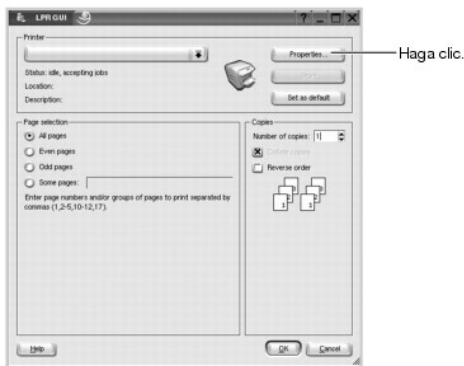 LPR GUI
Printer
Properties...
Haga clic.
Status: idle, accepting jobs
Location:
Description:
Set as default
Page selection
All pages
Even pages
Odd pages
Some pages:
Enter page numbers and/or groups of pages to print separated by
commas (1,2-5,10-12,17).
Copies
Number of copies: 1
Reverse order
Help
OK
Cancel